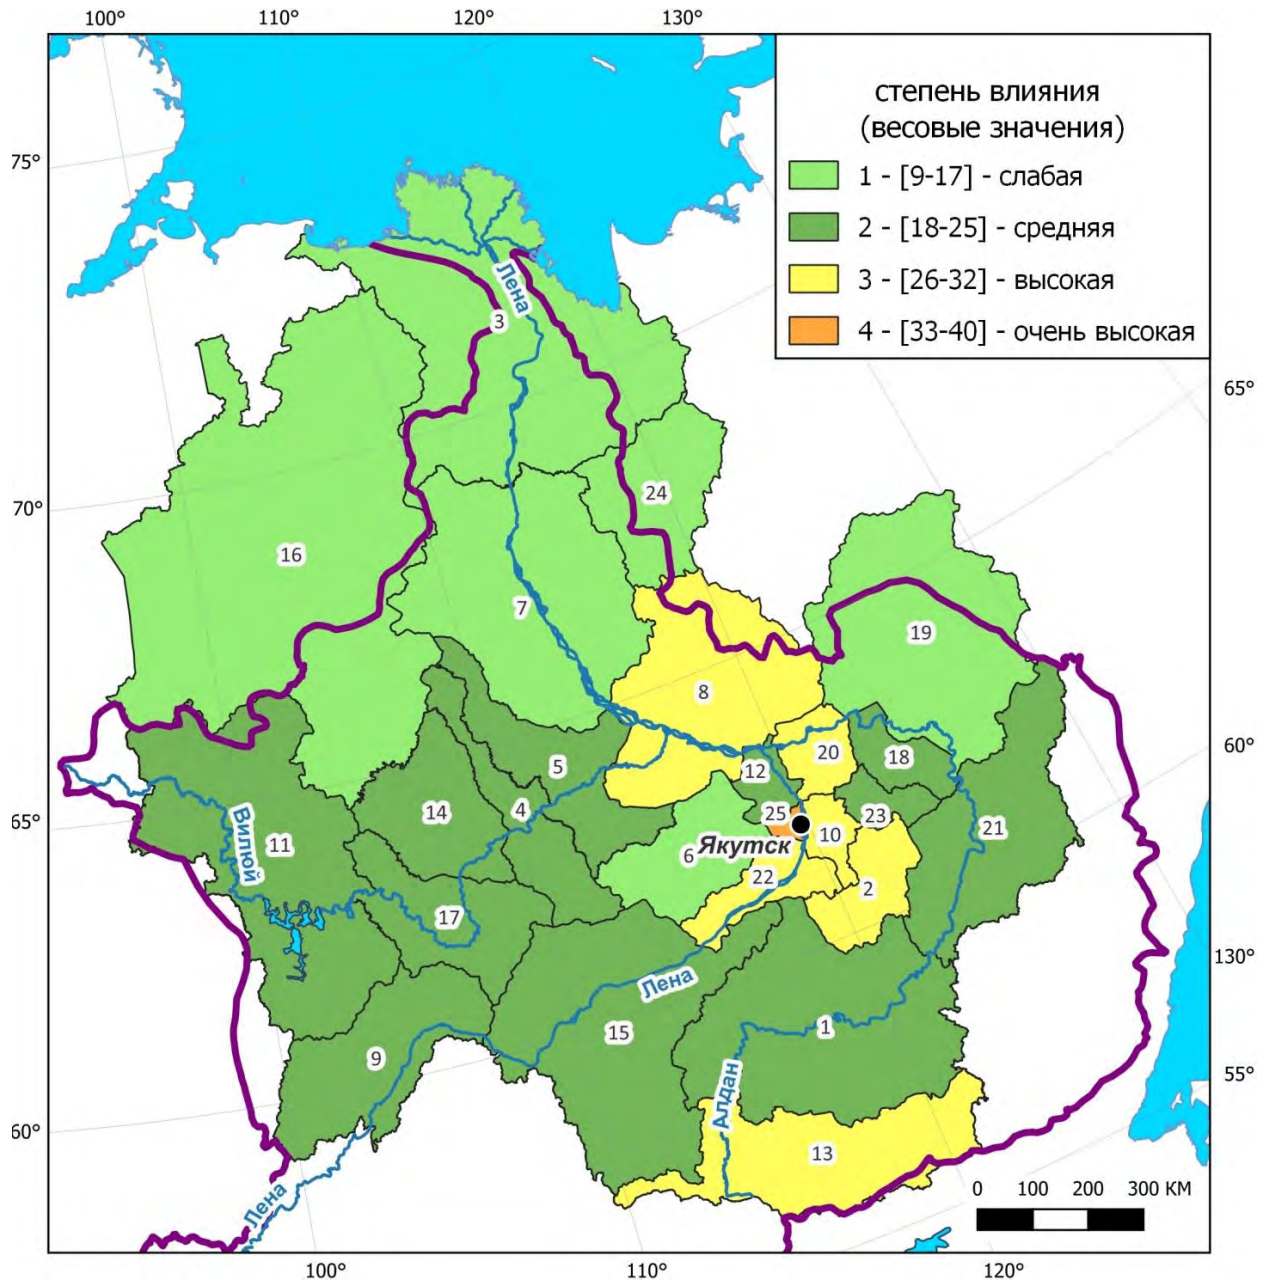 100° 110° 120° 130°
степень влияния
(весовые значения)
1 - [9-17] - слабая
2 - [18-25] - средняя
3 - [26-32] - высокая
4 - [33-40] - очень высокая
75°
Лена
3
65°
24
70°
16
7
19
8
60°
20
5
12
18
14
4
25
23
65°
Вилюй
11
10
21
Якутск
6
22
2
17
130°
Лена
15
1
9
55°
Алдан
60°
13
Лена
0 100 200 300 КМ
100° 110° 120°